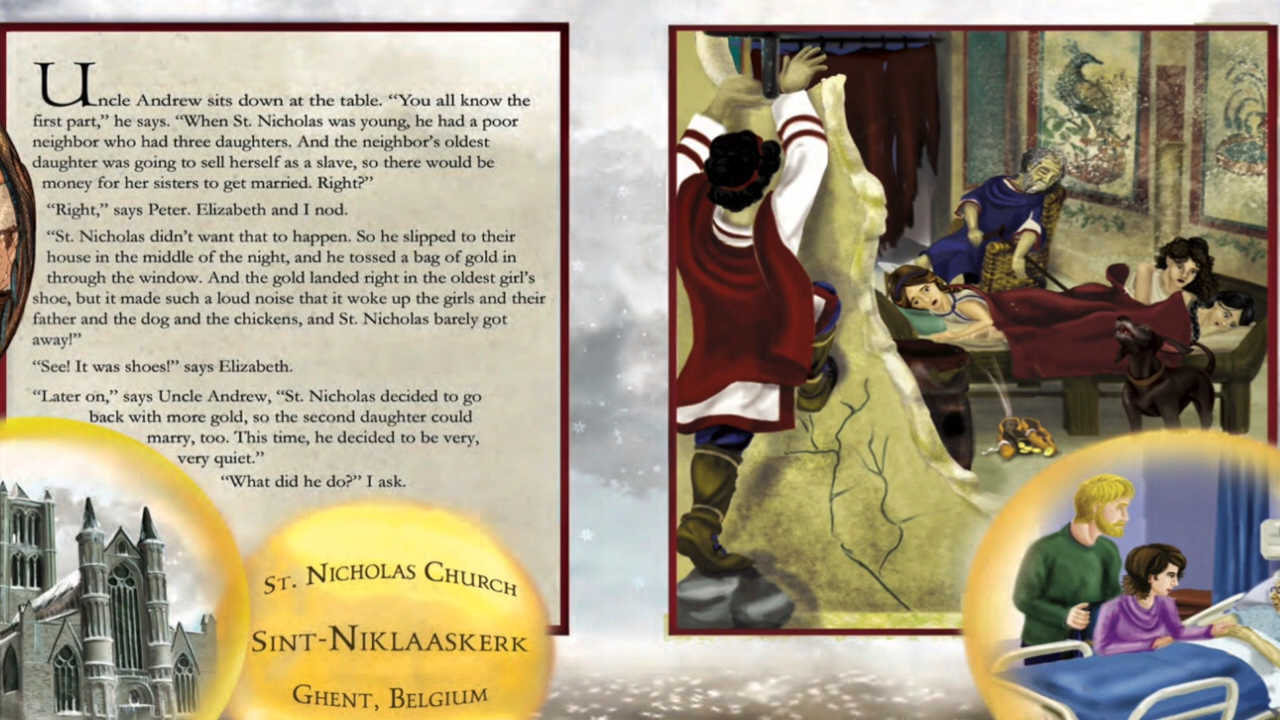 Uncle Andrew sits down at the table. “You all know the
first part,” he says. “When St. Nicholas was young, he had a poor
neighbor who had three daughters. And the neighbor’s oldest
daughter was going to sell herself as a slave, so there would be
money for her sisters to get married. Right?”
“Right,” says Peter. Elizabeth and I nod.
“St. Nicholas didn’t want that to happen. So he slipped to their
house in the middle of the night, and he tossed a bag of gold in
through the window. And the gold landed right in the oldest girl’s
shoe, but it made such a loud noise that it woke up the girls and their
father and the dog and the chickens, and St. Nicholas barely got
away!”
“See! It was shoes!” says Elizabeth.
“Later on,” says Uncle Andrew, “St. Nicholas decided to go
back with more gold, so the second daughter could
marry, too. This time, he decided to be very,
very quiet.”
“What did he do?” I ask.
St. Nicholas Church
Sint-Niklaaskerk
Ghent, Belgium